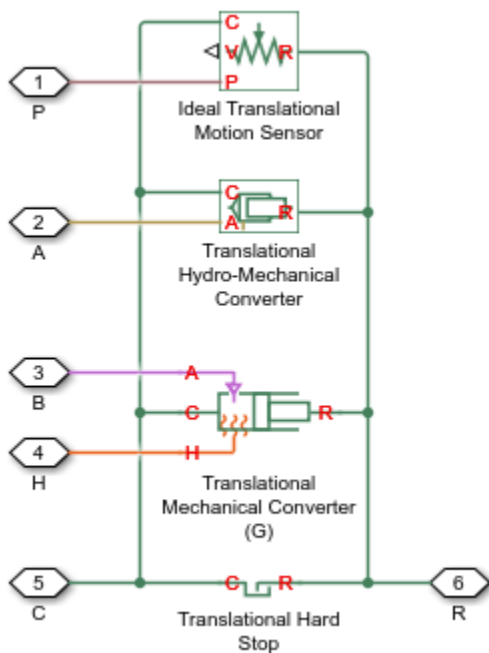 C
V R
1 P
P
Ideal Translational
Motion Sensor
C
R
2 A
A
Translational
Hydro-Mechanical
Converter
3 A
B
C R
4 H
H
Translational
Mechanical Converter
(G)
5 C R 6
C R
Translational Hard
Stop